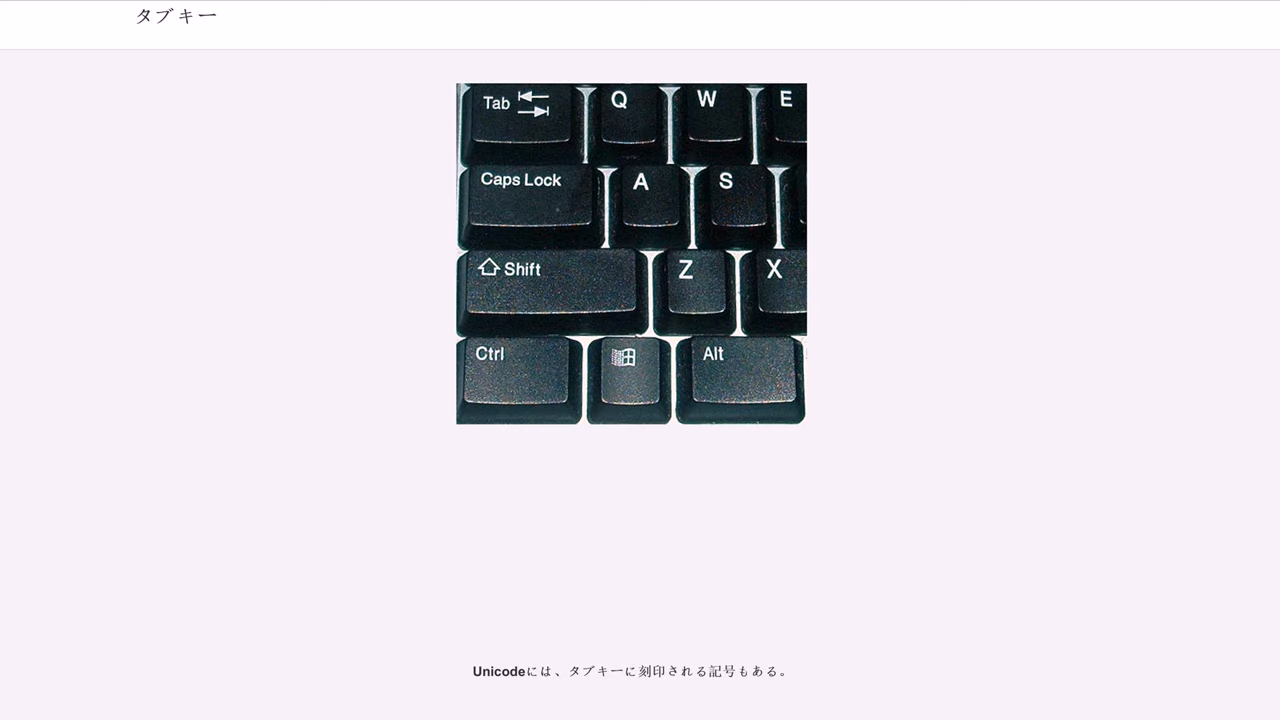 タブキー
Tab Q W E
Caps Lock A S
Shift Z X
Ctrl Alt
Unicodeには、タブキーに刻印される記号もある。